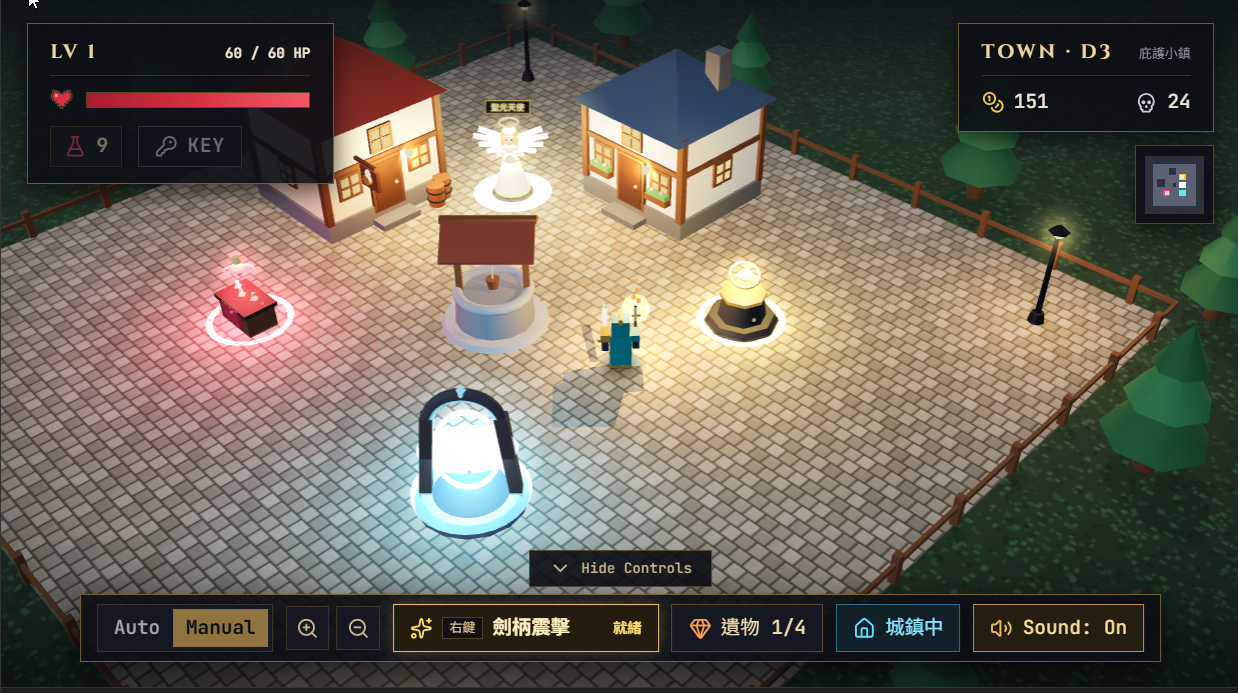 LV 1
60 / 60 HP
9
KEY
TOWN · D3
庇護小鎮
151
24
聖光天使
Hide Controls
Auto
Manual
右鍵
劍柄震擊
就緒
遺物 1/4
城鎮中
Sound: On